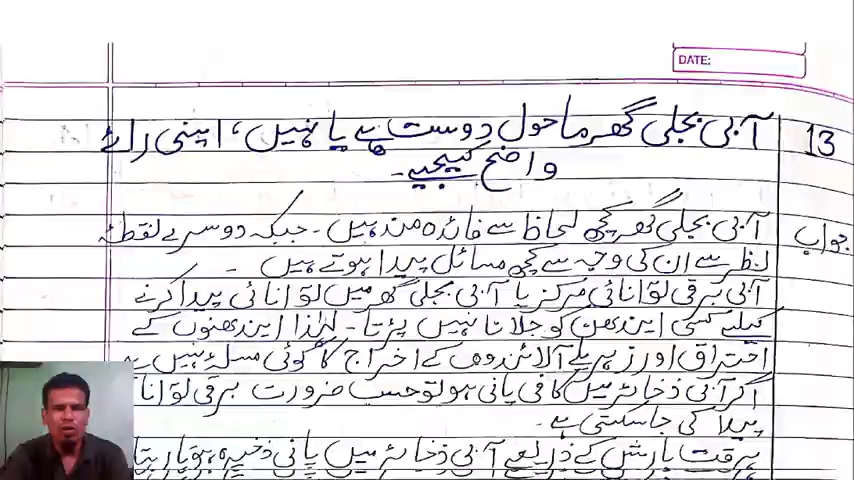 DATE:
13 آبی بجلی گھر ماحول دوست ہے یا نہیں، اپنی رائے
واضح کیجیے۔
جواب آبی بجلی گھر کچھ لحاظ سے فائدہ مند ہیں۔ جبکہ دوسرے نقطۂ
نظر سے ان کی وجہ سے کچھ مسائل پیدا ہوتے ہیں ۔
آبی برقی توانائی مرکز یا آبی بجلی گھر میں توانائی پیدا کرنے
کیلئے کسی ایندھن کو جلانا نہیں پڑتا۔ لہٰذا ایندھنوں کے
احتراق اور زہریلے آلائندوں کے اخراج کا کوئی مسئلہ نہیں ہے
اگر آبی ذخائر میں کافی پانی ہو تو حسب ضرورت برقی توانا
پیدا کی جا سکتی ہے۔
ہر وقت بارش کے ذریعے آبی ذخائر میں پانی ذخیرہ ہوتا رہتا